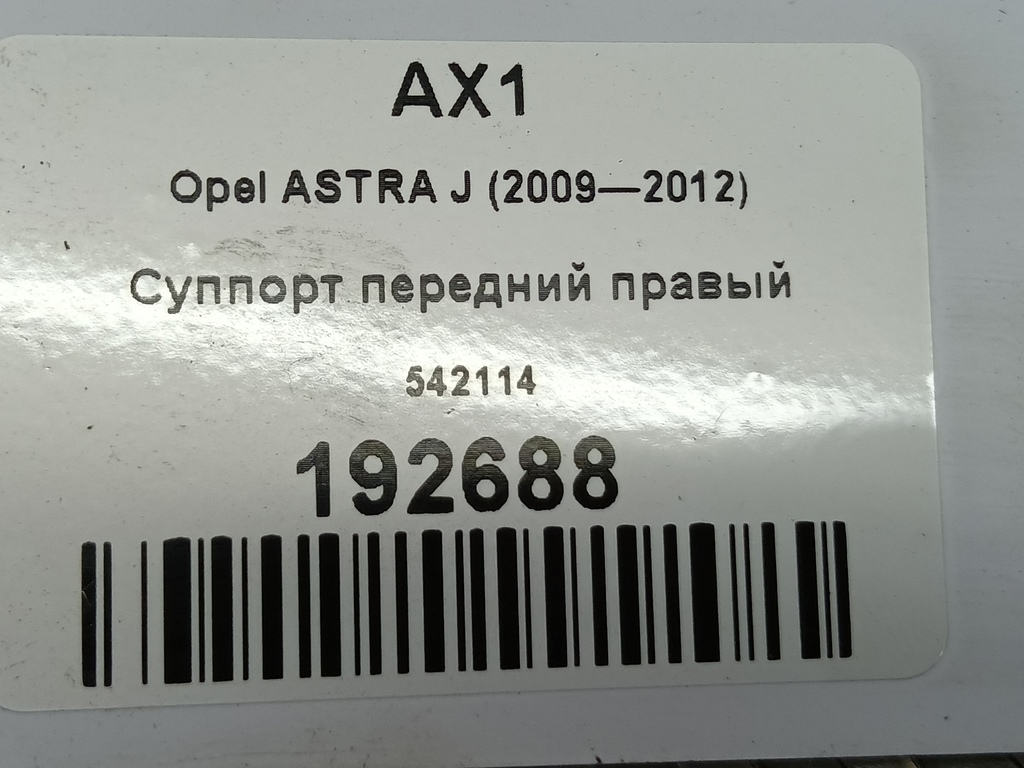 AX1
Opel ASTRA J (2009—2012)
Суппорт передний правый
542114
192688